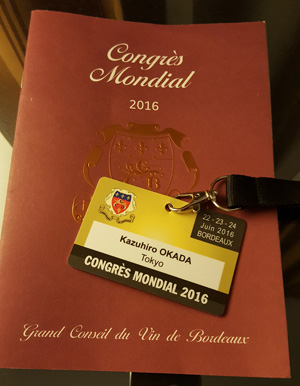 Congrès
Mondial
2016
22 - 23 - 24
Juin 2016
BORDEAUX
Kazuhiro OKADA
Tokyo
CONGRÈS MONDIAL 2016
Grand Conseil du Vin de Bordeaux